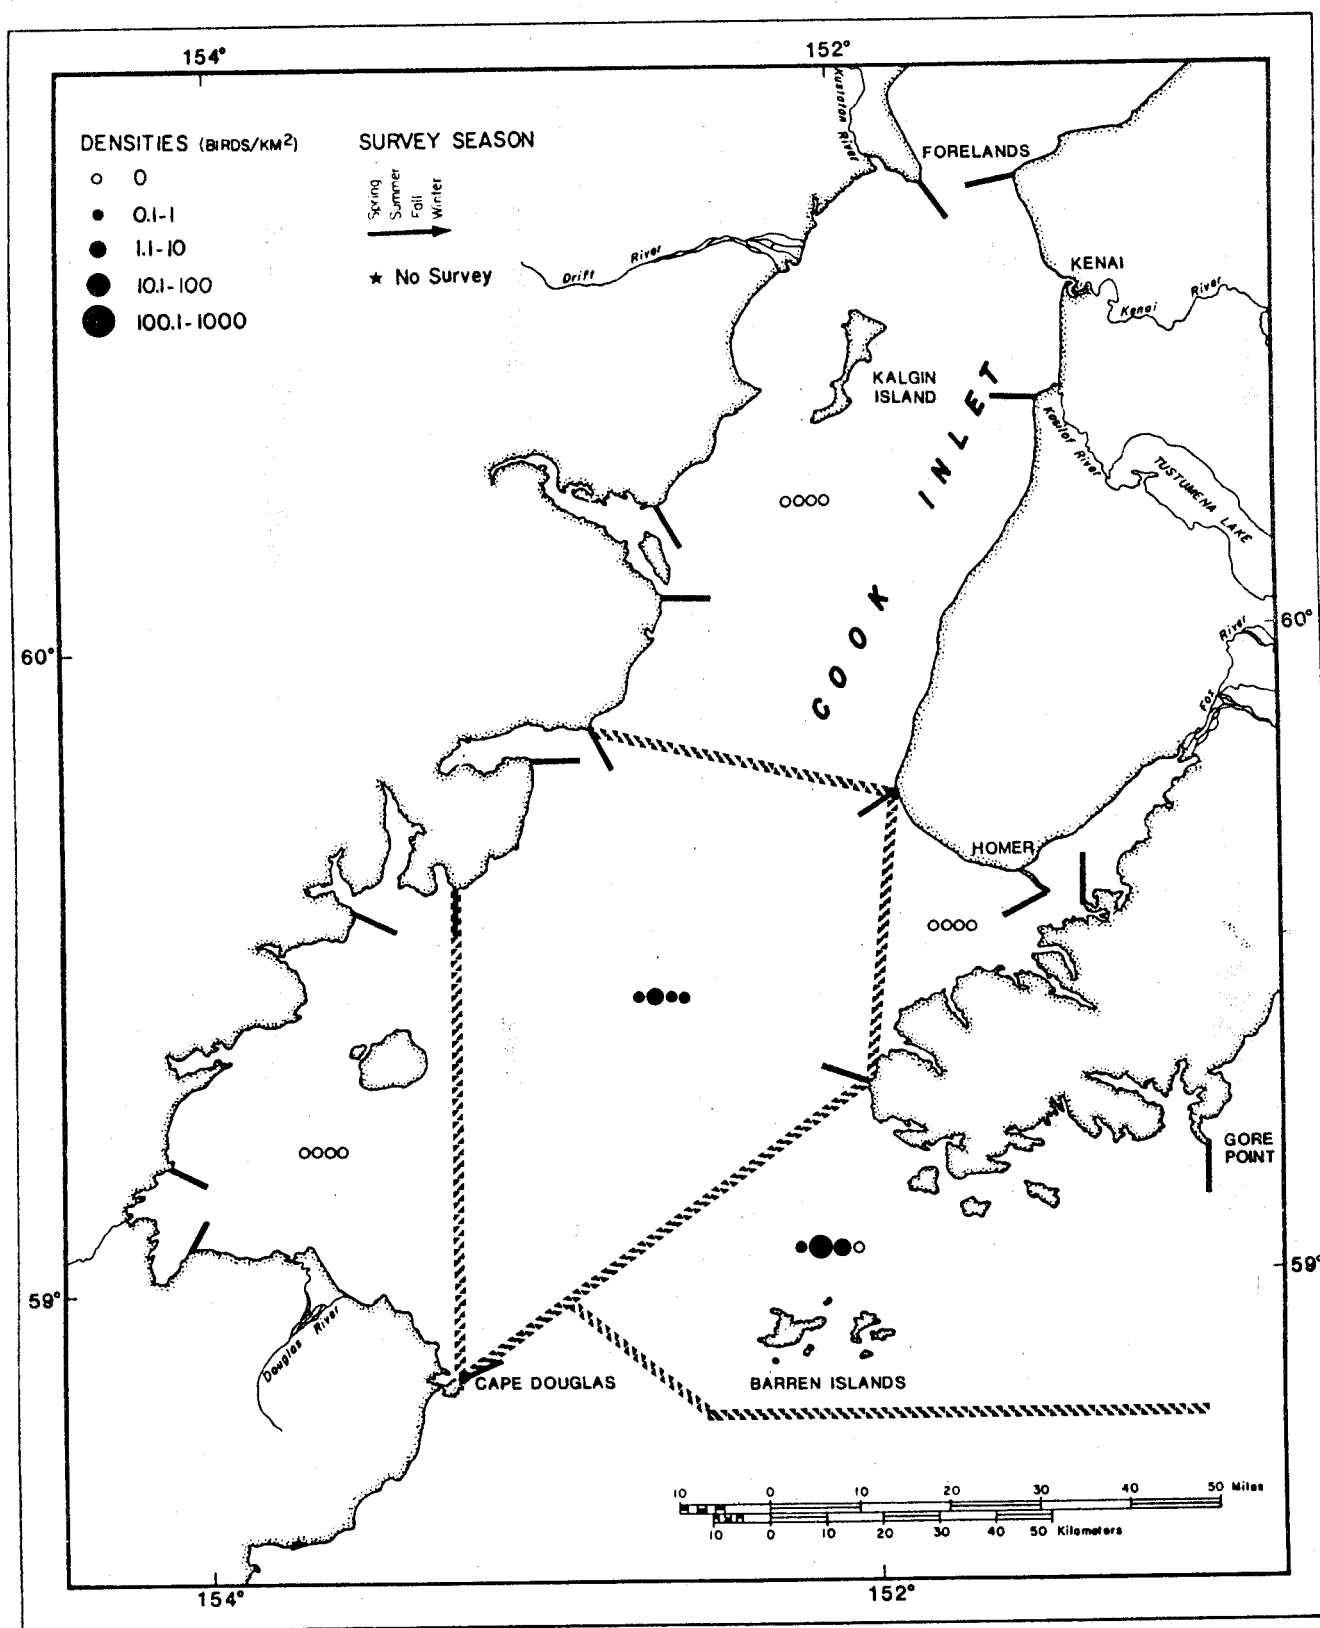 154°
152°
DENSITIES (BIRDS/KM²)
0
0.1-1
1.1-10
10.1-100
100.1-1000
SURVEY SEASON
Spring
Summer
Fall
Winter
★ No Survey
Kustatan River
FORELANDS
Drift River
KENAI
Kenai River
KALGIN
ISLAND
COOK INLET
Kasilof River
TUSTUMENA LAKE
60°
60°
Fox River
HOMER
GORE
POINT
59°
59°
Douglas River
CAPE DOUGLAS
BARREN ISLANDS
10 0 10 20 30 40 50 Miles
10 0 10 20 30 40 50 Kilometers
154°
152°